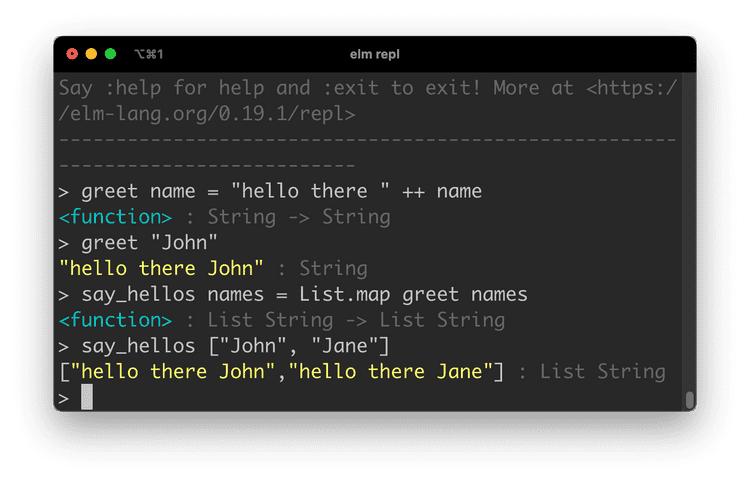 ⌥⌘1 elm repl
Say :help for help and :exit to exit! More at <https:/
/elm-lang.org/0.19.1/repl>
------------------------------------------------------
--------------------------
> greet name = "hello there " ++ name
<function> : String -> String
> greet "John"
"hello there John" : String
> say_hellos names = List.map greet names
<function> : List String -> List String
> say_hellos ["John", "Jane"]
["hello there John","hello there Jane"] : List String
>